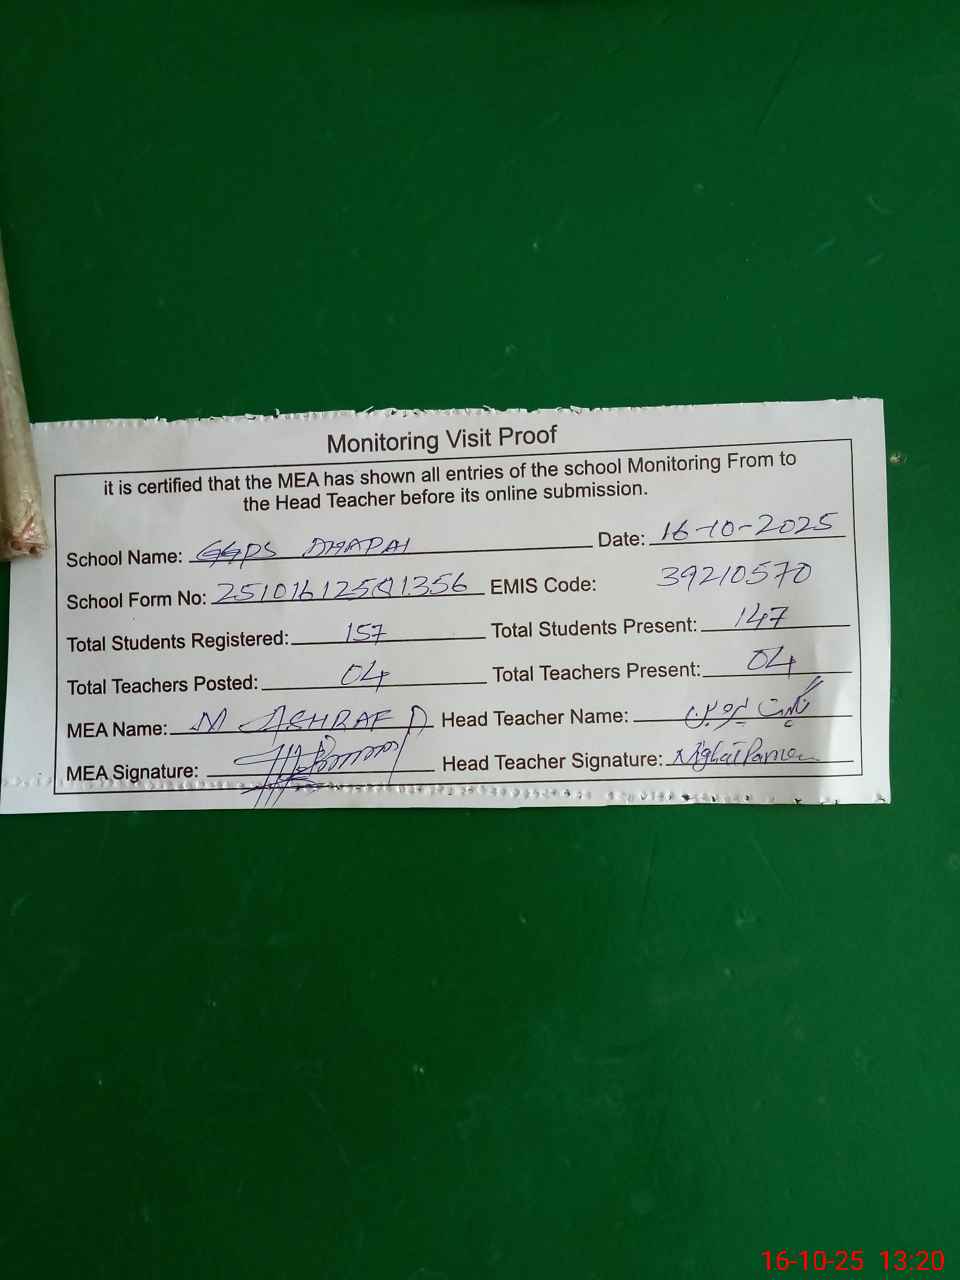 Monitoring Visit Proof
it is certified that the MEA has shown all entries of the school Monitoring From to
the Head Teacher before its online submission.
School Name: GGPS DHAPAI Date: 16-10-2025
School Form No: EMIS Code: 39210570
Total Students Registered: 157 Total Students Present: 147
Total Teachers Posted: 04 Total Teachers Present: 04
MEA Name: M ASHRAF Head Teacher Name: نگہت پروین
MEA Signature: Head Teacher Signature: Nighat Parveen
16-10-25 13:20